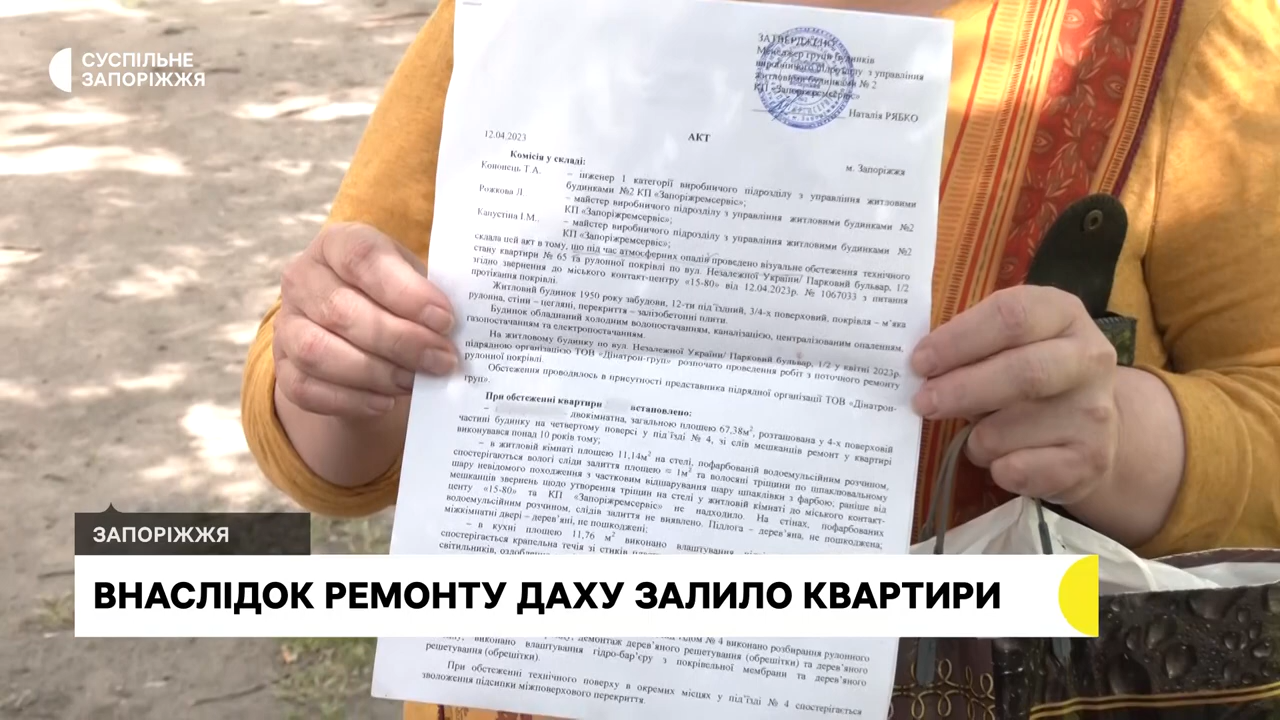 СУСПІЛЬНЕ
ЗАПОРІЖЖЯ
ЗАТВЕРДЖЕНО
Менеджер групи будинків
виробничого підрозділу з управління
житловими будинками № 2
КП «Запоріжремсервіс»
Наталія РЯБКО
АКТ
12.04.2023
м. Запоріжжя
Комісія у складі:
Кононець Т.А. – інженер 1 категорії виробничого підрозділу з управління житловими
будинками №2 КП «Запоріжремсервіс»;
Рожкова Л. – майстер виробничого підрозділу з управління житловими будинками №2
КП «Запоріжремсервіс»;
Капустіна І.М.. – майстер виробничого підрозділу з управління житловими будинками №2
КП «Запоріжремсервіс»;
склала цей акт в тому, що під час атмосферних опадів проведено візуальне обстеження технічного
стану квартири № 65 та рулонної покрівлі по вул. Незалежної України/ Парковий бульвар, 1/2
згідно звернення до міського контакт-центру «15-80» від 12.04.2023р. № 1067033 з питання
протікання покрівлі.
Житловий будинок 1950 року забудови, 12-ти під'їздний, 3/4-х поверховий, покрівля – м'яка
рулонна, стіни – цегляні, перекриття – залізобетонні плити.
Будинок обладнаний холодним водопостачанням, каналізацією, централізованим опаленням,
газопостачанням та електропостачанням.
На житловому будинку по вул. Незалежної України/ Парковий бульвар, 1/2 у квітні 2023р.
підрядною організацією ТОВ «Дінатрон-груп» розпочато проведення робіт з поточного ремонту
рулонної покрівлі.
Обстеження проводилось в присутності представника підрядної організації ТОВ «Дінатрон-
груп».
При обстеженні квартири встановлено:
– двокімнатна, загальною площею 67,38м², розташована у 4-х поверховій
частині будинку на четвертому поверсі у під'їзді № 4, зі слів мешканців ремонт у квартирі
виконувався понад 10 років тому;
– в житловій кімнаті площею 11,14м² на стелі, пофарбованій водоемульсійним розчином,
спостерігаються вологі сліди залиття площею ≈ 1м² та волосяні тріщини по шпаклювальному
шару невідомого походження з частковим відшаруванням шару шпаклівки з фарбою; раніше від
мешканців звернень щодо утворення тріщин на стелі у житловій кімнаті до міського контакт-
центу «15-80» та КП «Запоріжремсервіс» не надходило. На стінах, пофарбованих
водоемульсійним розчином, слідів залиття не виявлено. Підлога – дерев'яна, не пошкоджена;
міжкімнатні двері – дерев'яні, не пошкоджені;
– в кухні площею 11,76 м² виконано влаштування
спостерігається крапельна течія зі стиків
світильників,
ЗАПОРІЖЖЯ
ВНАСЛІДОК РЕМОНТУ ДАХУ ЗАЛИЛО КВАРТИРИ
№ 4 виконано розбирання рулонного
демонтаж дерев'яного решетування (обрешітки) та дерев'яного
виконано влаштування гідро-бар'єру з покрівельної мембрани та дерев'яного
решетування (обрешітки).
При обстеженні технічного поверху в окремих місцях у під'їзді № 4 спостерігається
зволоження підсипки міжповерхового перекриття.